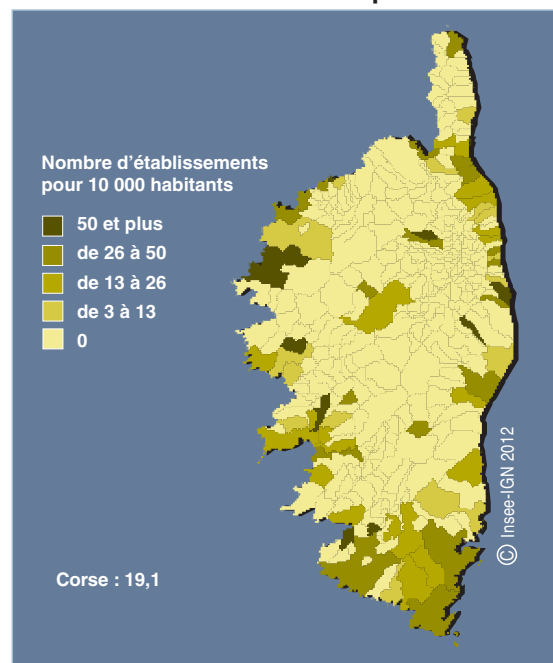 Nombre d'établissements
pour 10 000 habitants
50 et plus
de 26 à 50
de 13 à 26
de 3 à 13
0
Corse : 19,1
© Insee-IGN 2012